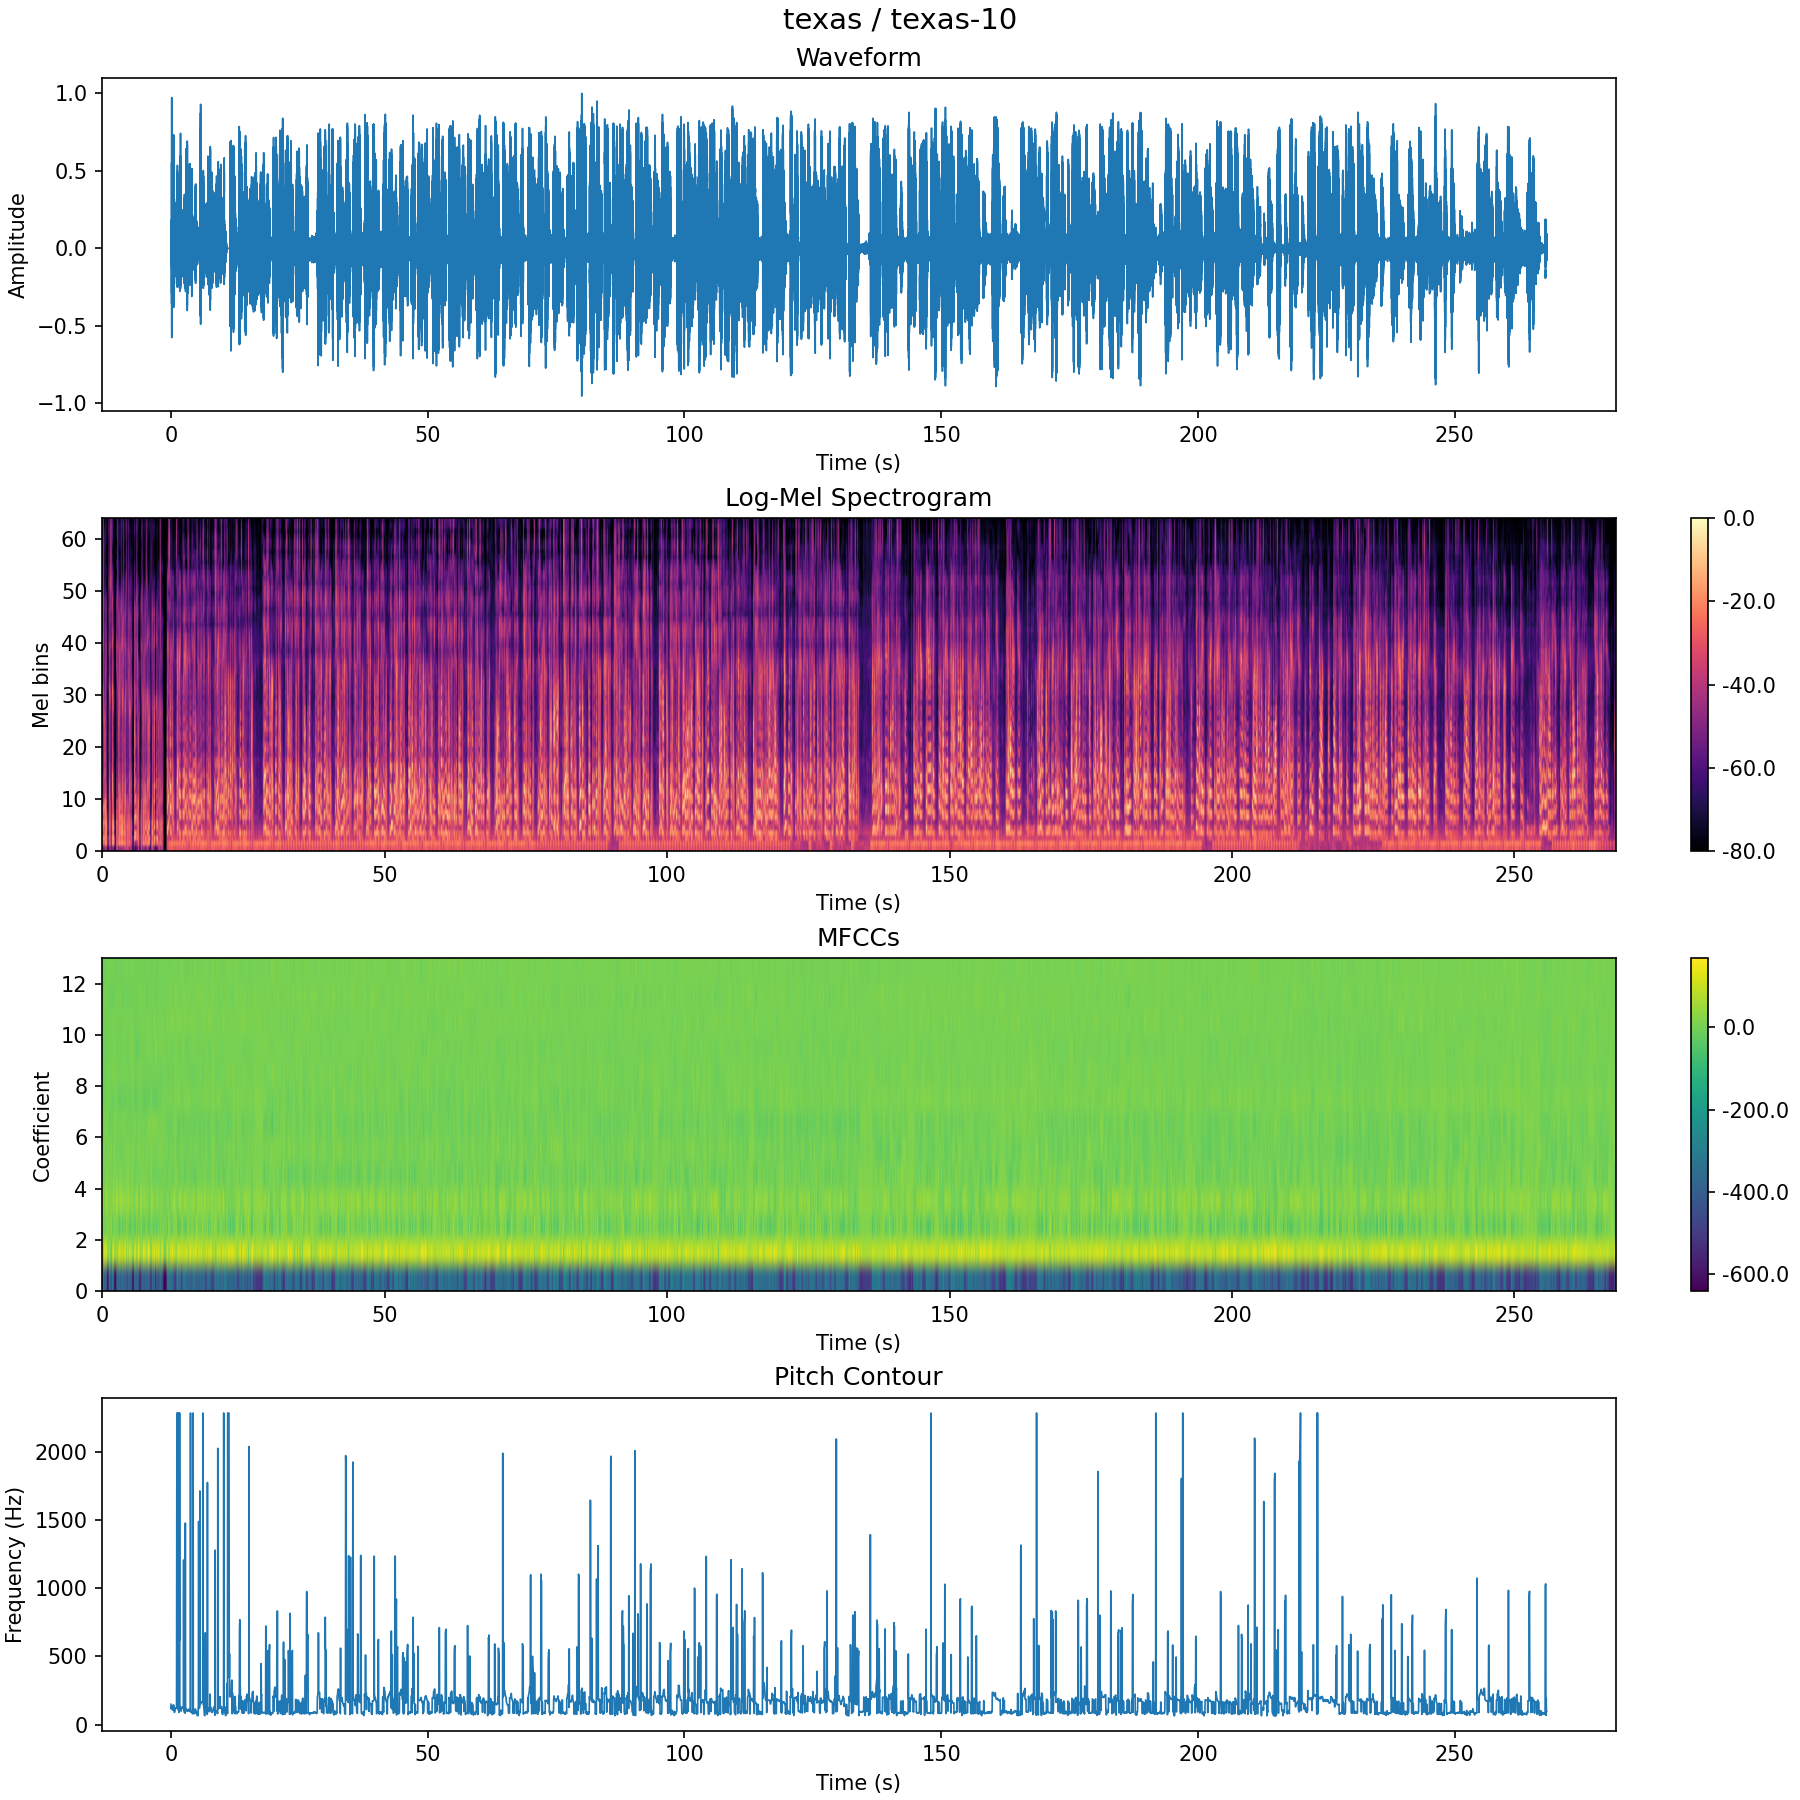 texas / texas-10
Waveform
1.0
0.5
0.0
−0.5
−1.0
Amplitude
0 50 100 150 200 250
Time (s)
Log-Mel Spectrogram
60
50
40
30
20
10
0
Mel bins
0 50 100 150 200 250
Time (s)
0.0
-20.0
-40.0
-60.0
-80.0
MFCCs
12
10
8
6
4
2
0
Coefficient
0 50 100 150 200 250
Time (s)
0.0
-200.0
-400.0
-600.0
Pitch Contour
2000
1500
1000
500
0
Frequency (Hz)
0 50 100 150 200 250
Time (s)